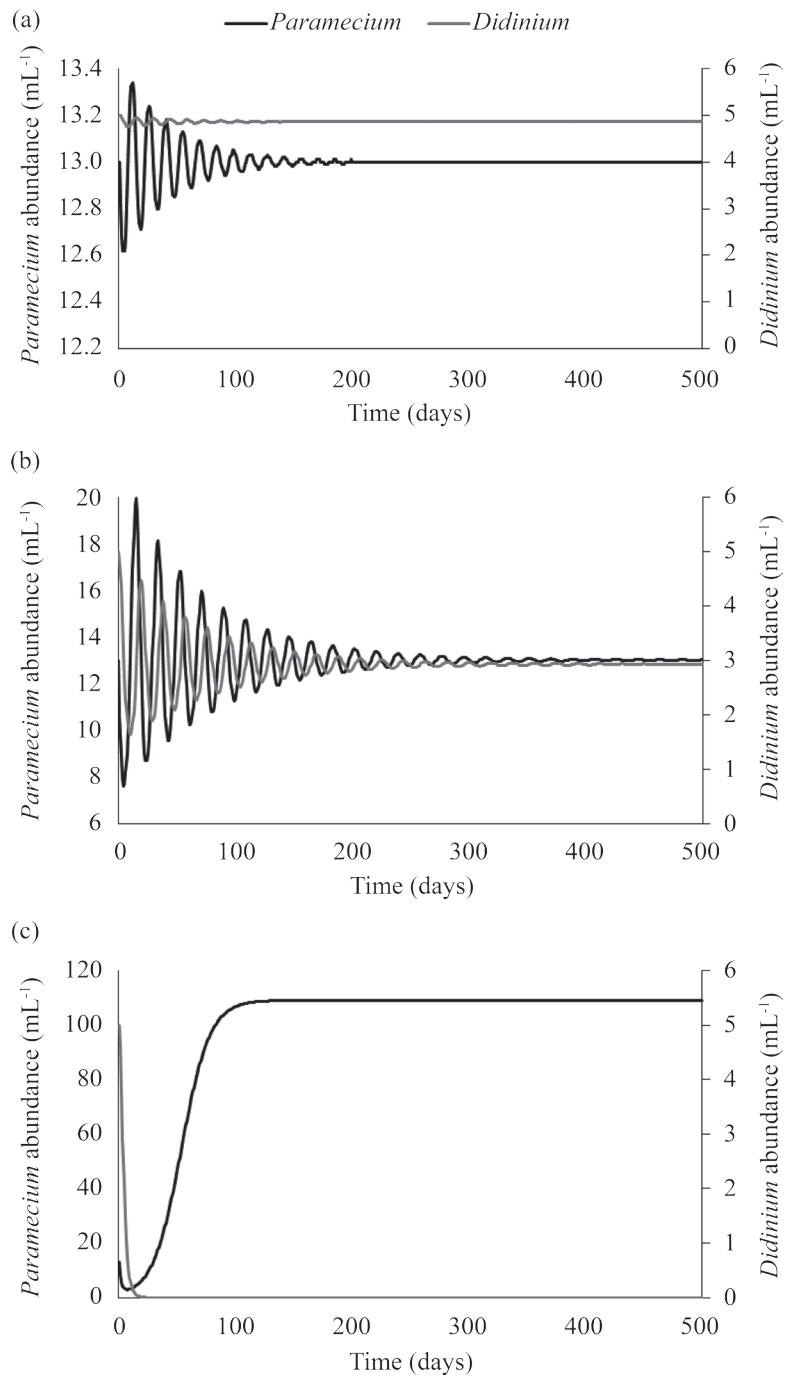 (a)
Paramecium Didinium
Paramecium abundance (mL-1)
13.4
13.2
13.0
12.8
12.6
12.4
12.2
6
5
4
3
2
1
0
Didinium abundance (mL-1)
0 100 200 300 400 500
Time (days)
(b)
Paramecium abundance (mL-1)
20
18
16
14
12
10
8
6
6
5
4
3
2
1
0
Didinium abundance (mL-1)
0 100 200 300 400 500
Time (days)
(c)
Paramecium abundance (mL-1)
120
100
80
60
40
20
0
6
5
4
3
2
1
0
Didinium abundance (mL-1)
0 100 200 300 400 500
Time (days)